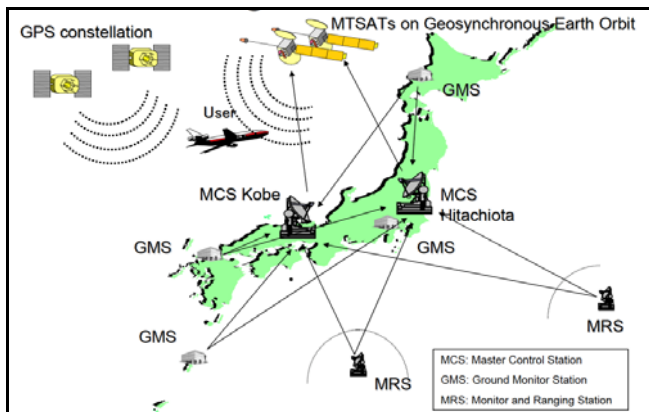 MTSATs on Geosynchronous Earth Orbit
GPS constellation
GMS
User
MCS Kobe
MCS
Hitachiota
GMS
GMS
GMS
MRS
MRS
MCS: Master Control Station
GMS: Ground Monitor Station
MRS: Monitor and Ranging Station